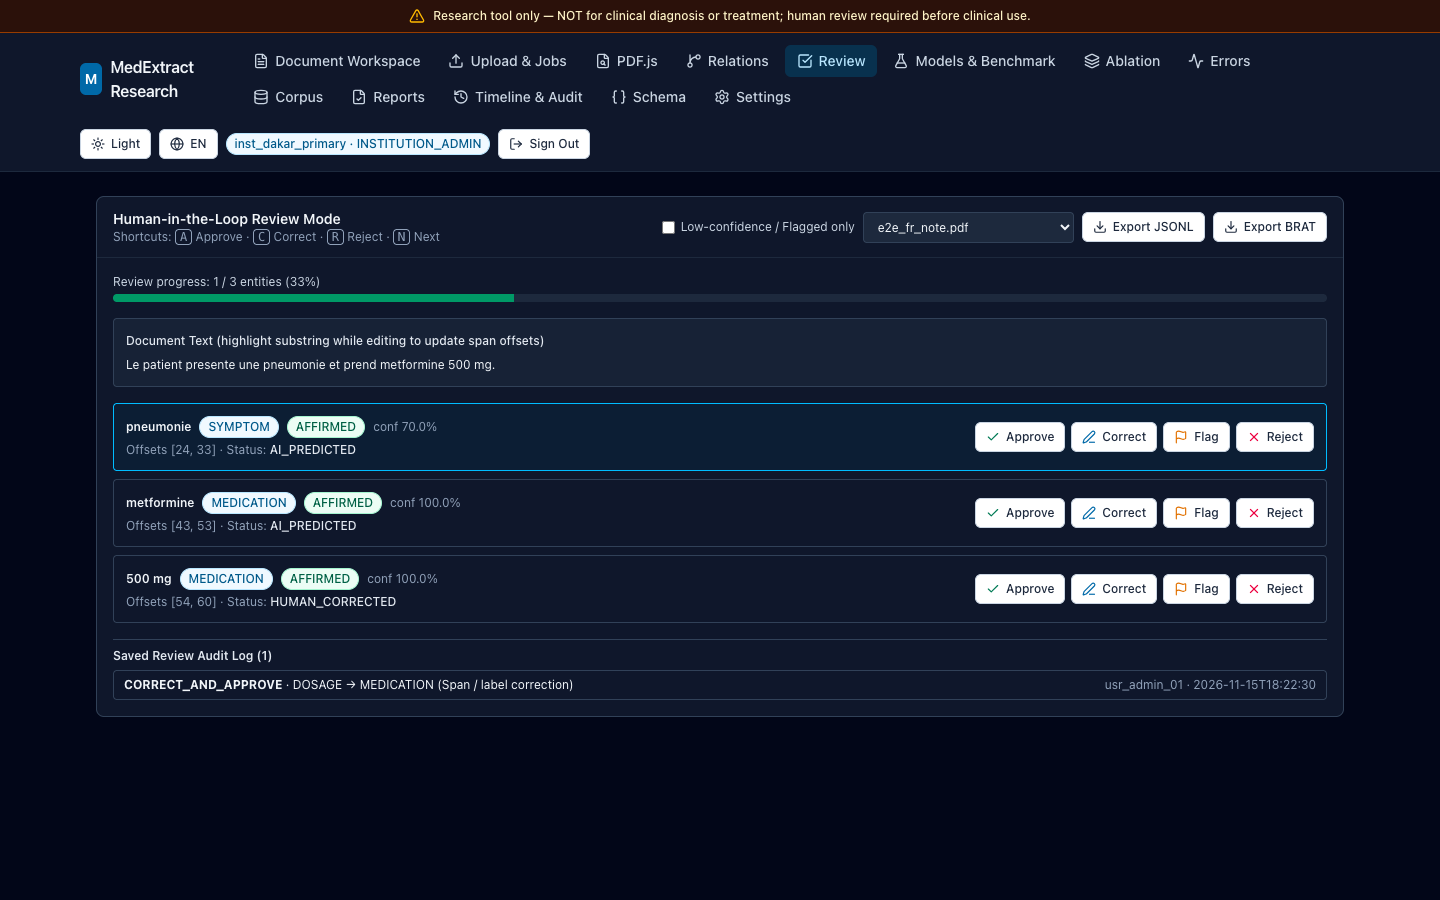 Research tool only — NOT for clinical diagnosis or treatment; human review required before clinical use.
M
MedExtract Research
Document Workspace
Upload & Jobs
PDF.js
Relations
Review
Models & Benchmark
Ablation
Errors
Corpus
Reports
Timeline & Audit
Schema
Settings
Light
EN
inst_dakar_primary · INSTITUTION_ADMIN
Sign Out
Human-in-the-Loop Review Mode
Shortcuts: A Approve · C Correct · R Reject · N Next
Low-confidence / Flagged only
e2e_fr_note.pdf
Export JSONL
Export BRAT
Review progress: 1 / 3 entities (33%)
Document Text (highlight substring while editing to update span offsets)
Le patient presente une pneumonie et prend metformine 500 mg.
pneumonie SYMPTOM AFFIRMED conf 70.0%
Offsets [24, 33] · Status: AI_PREDICTED
Approve Correct Flag Reject
metformine MEDICATION AFFIRMED conf 100.0%
Offsets [43, 53] · Status: AI_PREDICTED
Approve Correct Flag Reject
500 mg MEDICATION AFFIRMED conf 100.0%
Offsets [54, 60] · Status: HUMAN_CORRECTED
Approve Correct Flag Reject
Saved Review Audit Log (1)
CORRECT_AND_APPROVE · DOSAGE → MEDICATION (Span / label correction)
usr_admin_01 · 2026-11-15T18:22:30